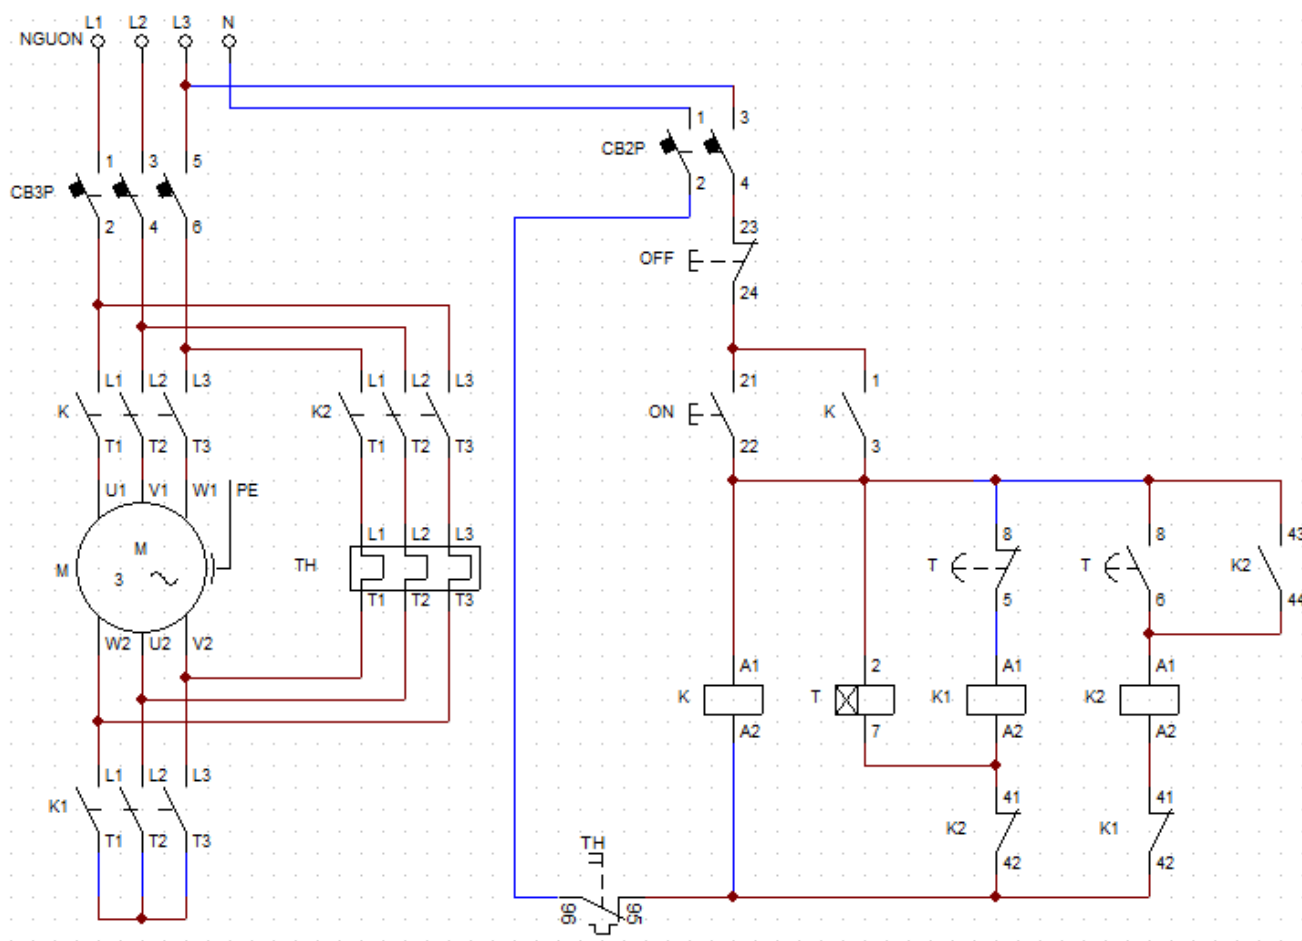 L1 L2 L3 N
NGUON
1 3
CB2P
2 4
1 3 5
CB3P
2 4 6
23
OFF
24
L1 L2 L3 L1 L2 L3 21 1
K K2 ON K
T1 T2 T3 T1 T2 T3 22 3
U1 V1 W1 PE
L1 L2 L3 8 8 43
M M 3 TH T T K2
T1 T2 T3 5 6 44
W2 U2 V2
A1 2 A1 A1
K T K1 K2
A2 7 A2 A2
L1 L2 L3 41 41
K1 K2 K1
T1 T2 T3 42 42
TH
96 95